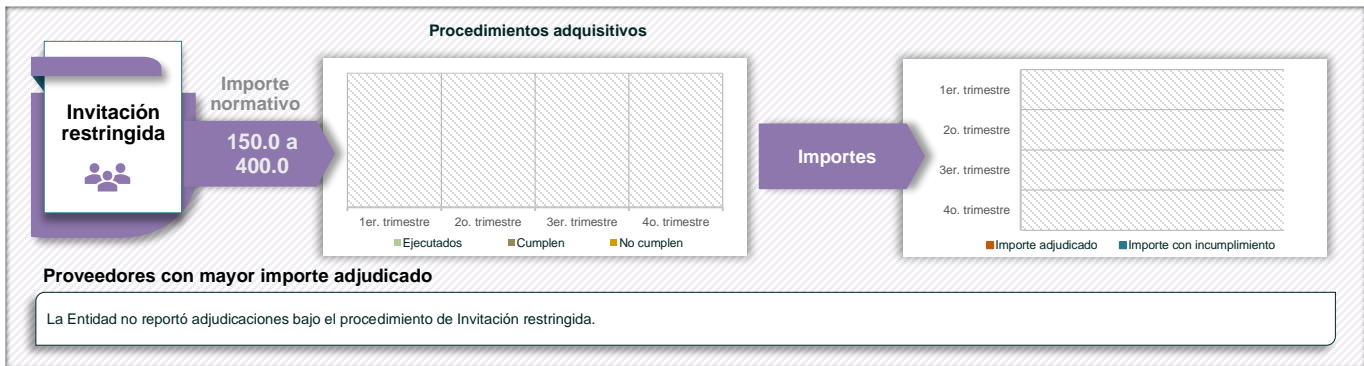 Procedimientos adquisitivos
Invitación
restringida
Importe
normativo
150.0 a
400.0
1er. trimestre
2o. trimestre
3er. trimestre
4o. trimestre
Ejecutados
Cumplen
No cumplen
Importes
1er. trimestre
2o. trimestre
3er. trimestre
4o. trimestre
Importe adjudicado
Importe con incumplimiento
Proveedores con mayor importe adjudicado
La Entidad no reportó adjudicaciones bajo el procedimiento de Invitación restringida.